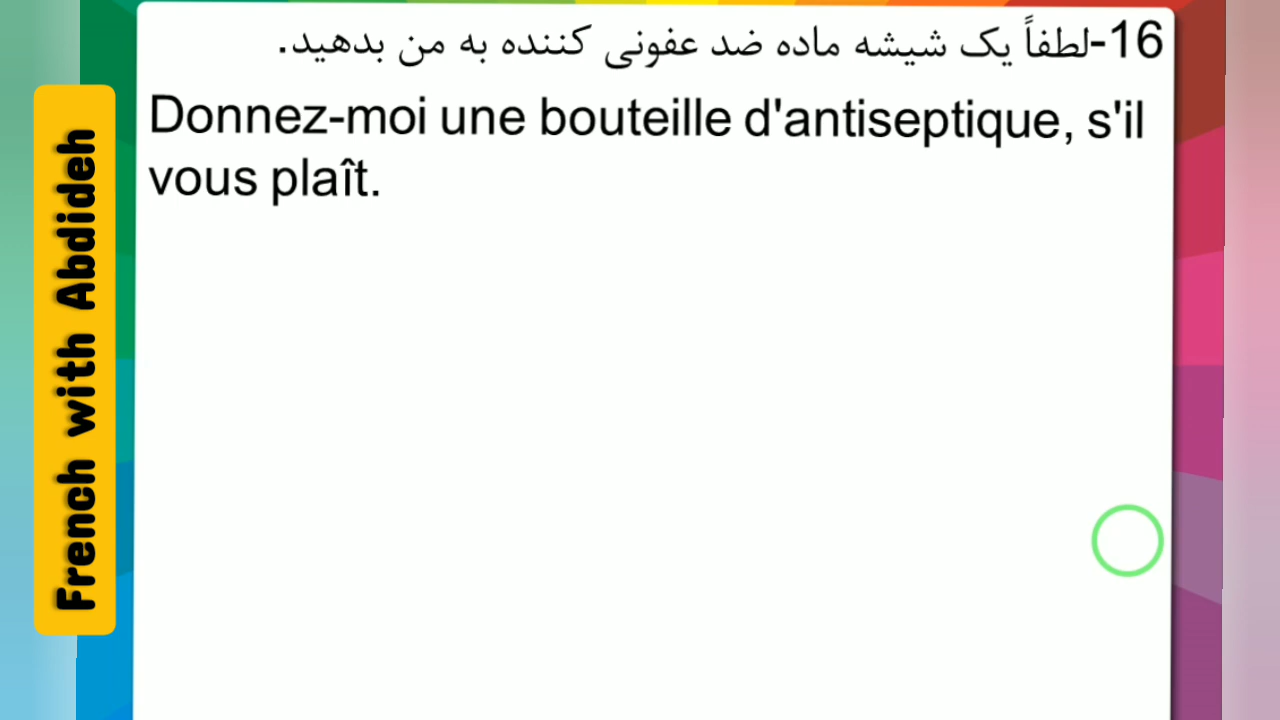 16-لطفاً یک شیشه ماده ضد عفونی کننده به من بدهید.
Donnez-moi une bouteille d'antiseptique, s'il
vous plaît.
French with Abdideh